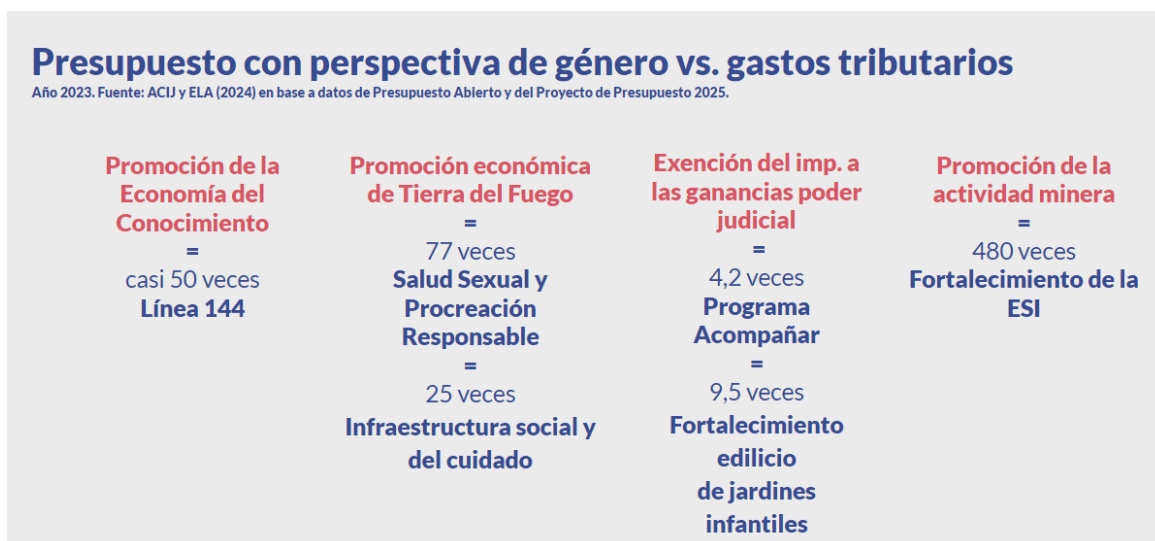 Presupuesto con perspectiva de género vs. gastos tributarios
Año 2023. Fuente: ACIJ y ELA (2024) en base a datos de Presupuesto Abierto y del Proyecto de Presupuesto 2025.
Promoción de la
Economía del
Conocimiento
=
casi 50 veces
Línea 144
Promoción económica
de Tierra del Fuego
=
77 veces
Salud Sexual y
Procreación
Responsable
=
25 veces
Infraestructura social y
del cuidado
Exención del imp. a
las ganancias poder
judicial
=
4,2 veces
Programa
Acompañar
=
9,5 veces
Fortalecimiento
edilicio
de jardines
infantiles
Promoción de la
actividad minera
=
480 veces
Fortalecimiento de la
ESI